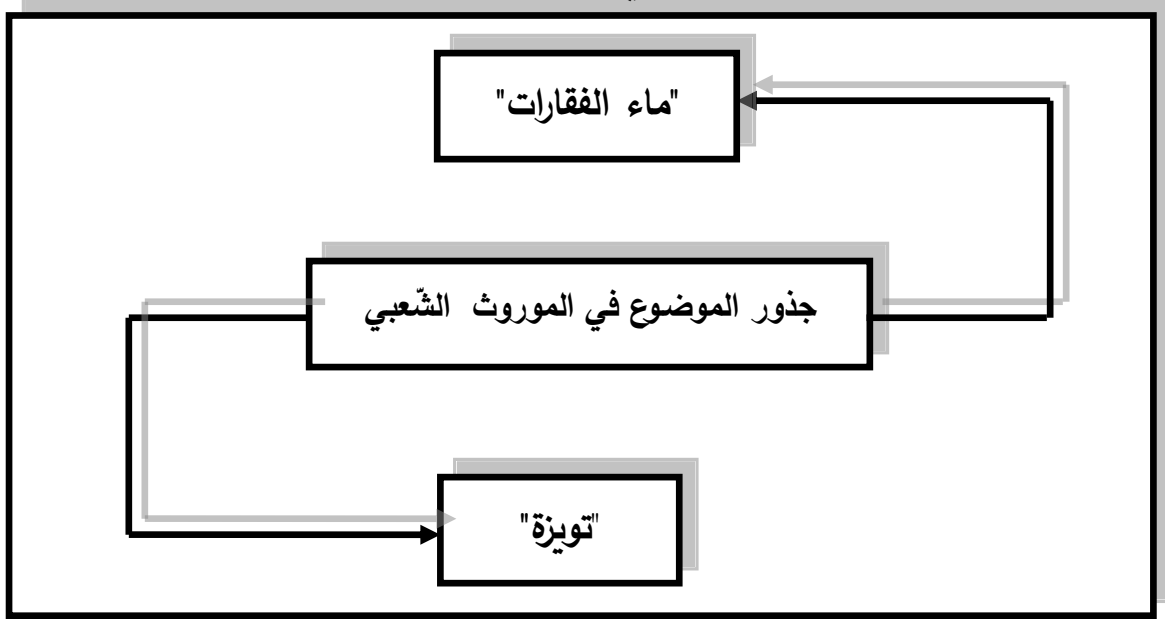 "ماء الفقارات"
جذور الموضوع في الموروث الشّعبي
"تويزة"